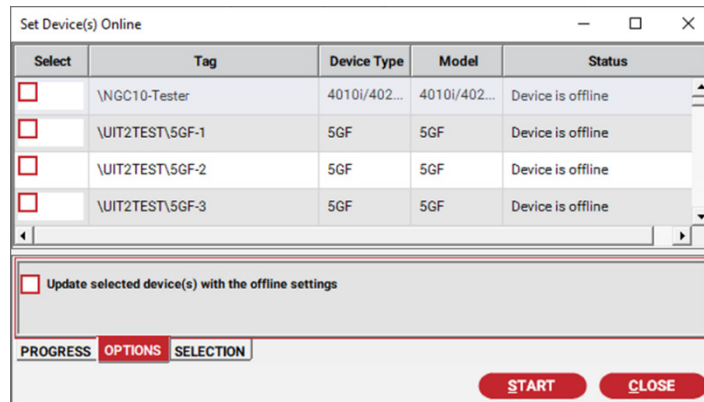 Set Device(s) Online
Select Tag Device Type Model Status
\NGC10-Tester 4010i/402... 4010i/402... Device is offline
\UIT2TEST\5GF-1 5GF 5GF Device is offline
\UIT2TEST\5GF-2 5GF 5GF Device is offline
\UIT2TEST\5GF-3 5GF 5GF Device is offline
Update selected device(s) with the offline settings
PROGRESS OPTIONS SELECTION
START CLOSE